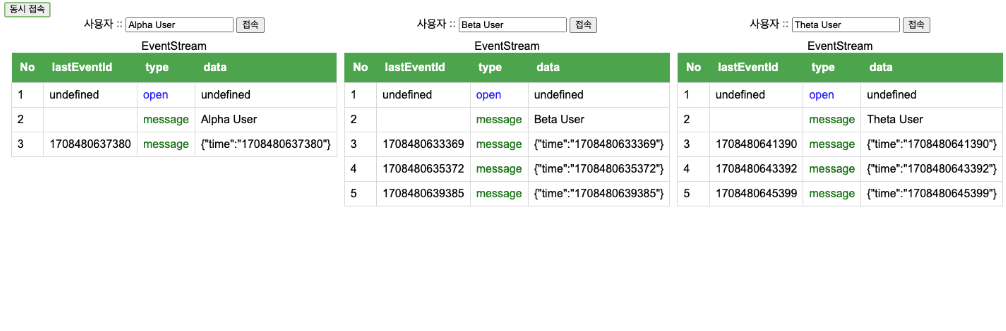 동시 접속
사용자 :: Alpha User 접속
EventStream
No lastEventId type data
1 undefined open undefined
2 message Alpha User
3 1708480637380 message {"time":"1708480637380"}
사용자 :: Beta User 접속
EventStream
No lastEventId type data
1 undefined open undefined
2 message Beta User
3 1708480633369 message {"time":"1708480633369"}
4 1708480635372 message {"time":"1708480635372"}
5 1708480639385 message {"time":"1708480639385"}
사용자 :: Theta User 접속
EventStream
No lastEventId type data
1 undefined open undefined
2 message Theta User
3 1708480641390 message {"time":"1708480641390"}
4 1708480643392 message {"time":"1708480643392"}
5 1708480645399 message {"time":"1708480645399"}